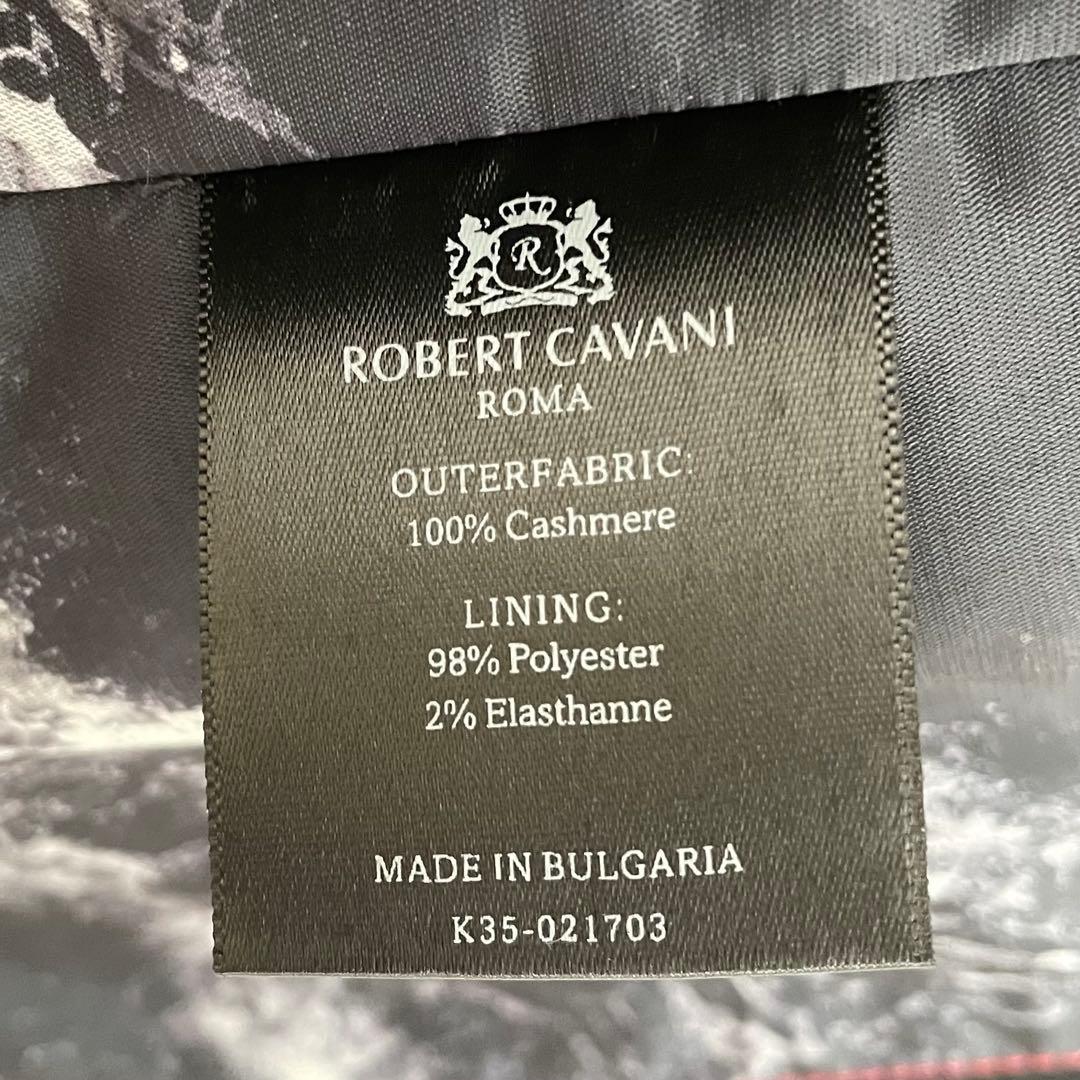 R
ROBERT CAVANI
ROMA
OUTERFABRIC:
100% Cashmere
LINING:
98% Polyester
2% Elasthanne
MADE IN BULGARIA
K35-021703